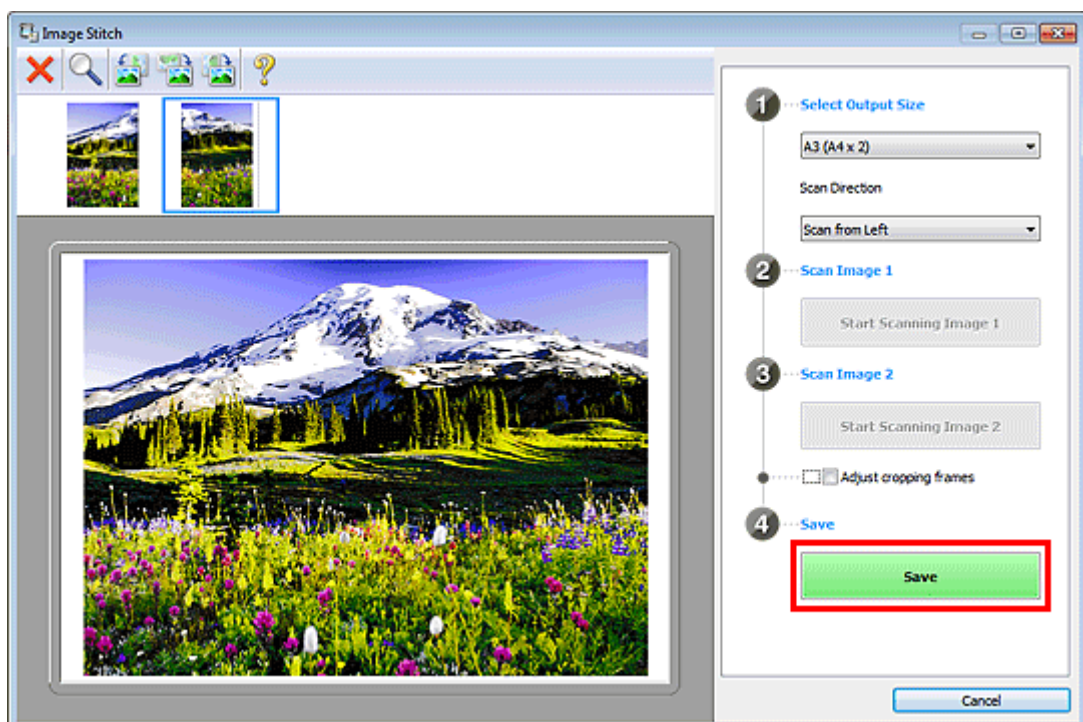 Image Stitch
1
Select Output Size
A3 (A4 x 2)
Scan Direction
Scan from Left
2
Scan Image 1
Start Scanning Image 1
3
Scan Image 2
Start Scanning Image 2
Adjust cropping frames
4
Save
Save
Cancel